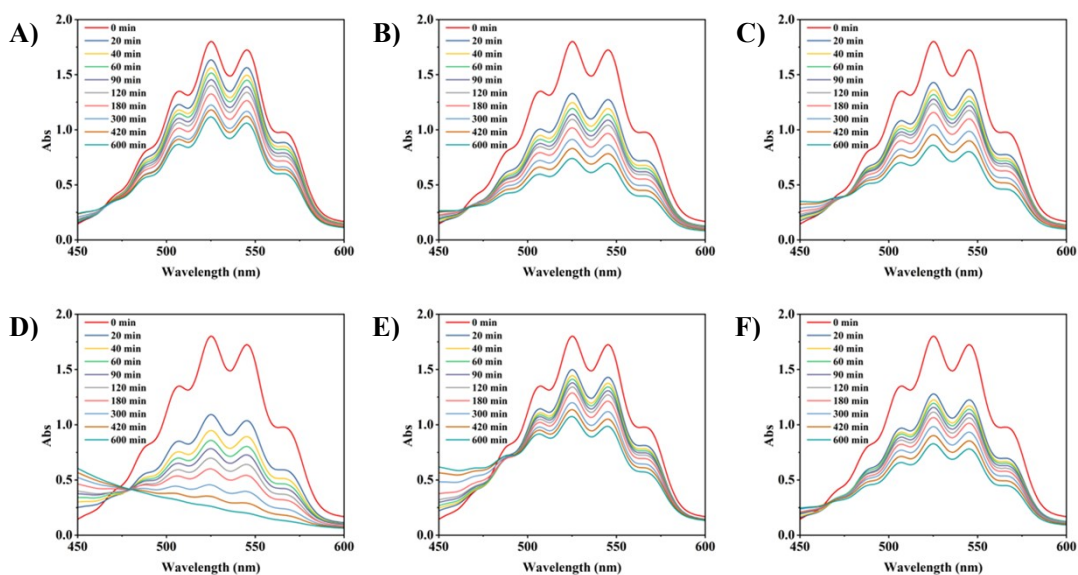 A)
2.0
1.5
1.0
0.5
0.0
Abs
0 min
20 min
40 min
60 min
90 min
120 min
180 min
300 min
420 min
600 min
450 500 550 600
Wavelength (nm)
B)
2.0
1.5
1.0
0.5
0.0
Abs
0 min
20 min
40 min
60 min
90 min
120 min
180 min
300 min
420 min
600 min
450 500 550 600
Wavelength (nm)
C)
2.0
1.5
1.0
0.5
0.0
Abs
0 min
20 min
40 min
60 min
90 min
120 min
180 min
300 min
420 min
600 min
450 500 550 600
Wavelength (nm)
D)
2.0
1.5
1.0
0.5
0.0
Abs
0 min
20 min
40 min
60 min
90 min
120 min
180 min
300 min
420 min
600 min
450 500 550 600
Wavelength (nm)
E)
2.0
1.5
1.0
0.5
0.0
Abs
0 min
20 min
40 min
60 min
90 min
120 min
180 min
300 min
420 min
600 min
450 500 550 600
Wavelength (nm)
F)
2.0
1.5
1.0
0.5
0.0
Abs
0 min
20 min
40 min
60 min
90 min
120 min
180 min
300 min
420 min
600 min
450 500 550 600
Wavelength (nm)